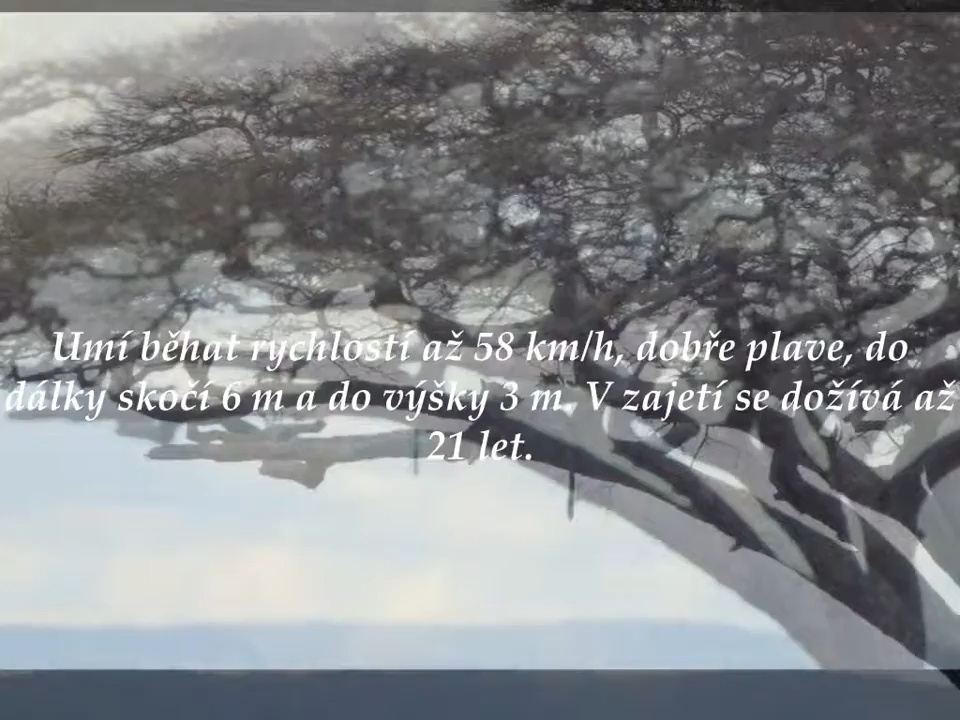 Umí běhat rychlostí až 58 km/h, dobře plave, do
dálky skočí 6 m a do výšky 3 m. V zajetí se dožívá až
21 let.